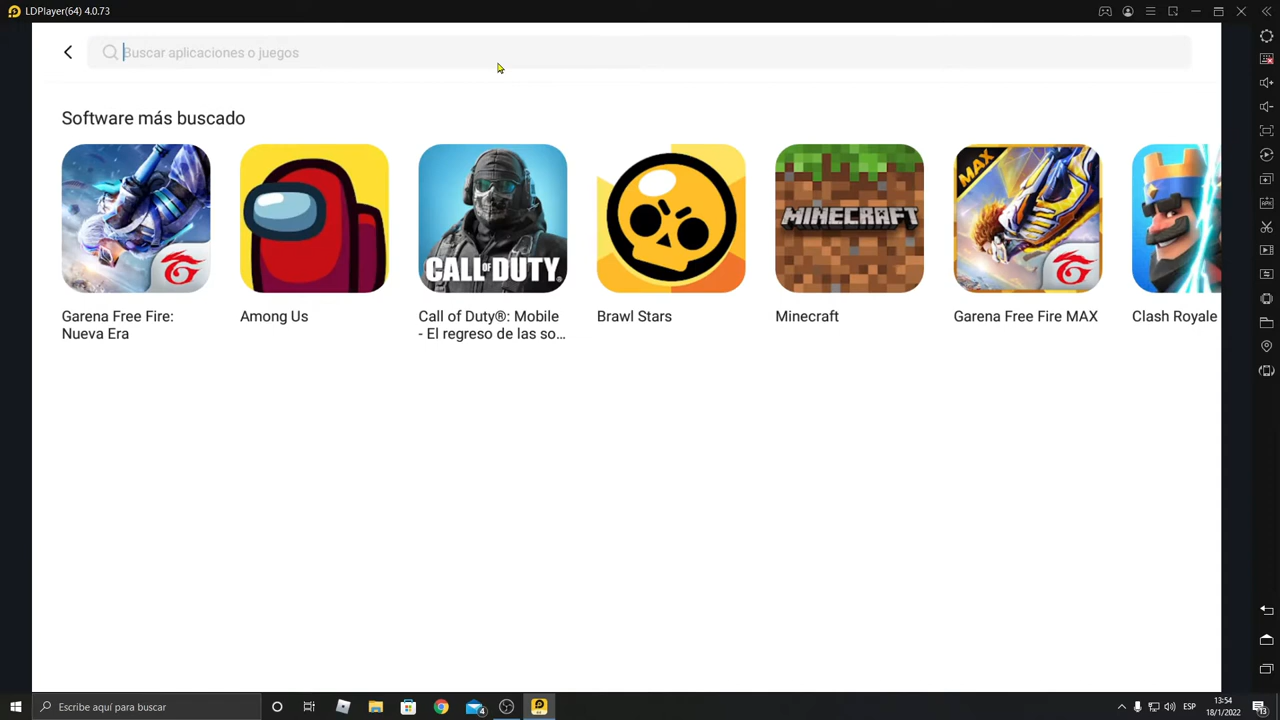 LDPlayer(64) 4.0.73
Buscar aplicaciones o juegos
Software más buscado
CALL OF DUTY®
MINECRAFT
MAX
Garena Free Fire:
Nueva Era
Among Us
Call of Duty®: Mobile
- El regreso de las so...
Brawl Stars
Minecraft
Garena Free Fire MAX
Clash Royale
Escribe aquí para buscar
4
ESP
13:54
18/1/2022
13